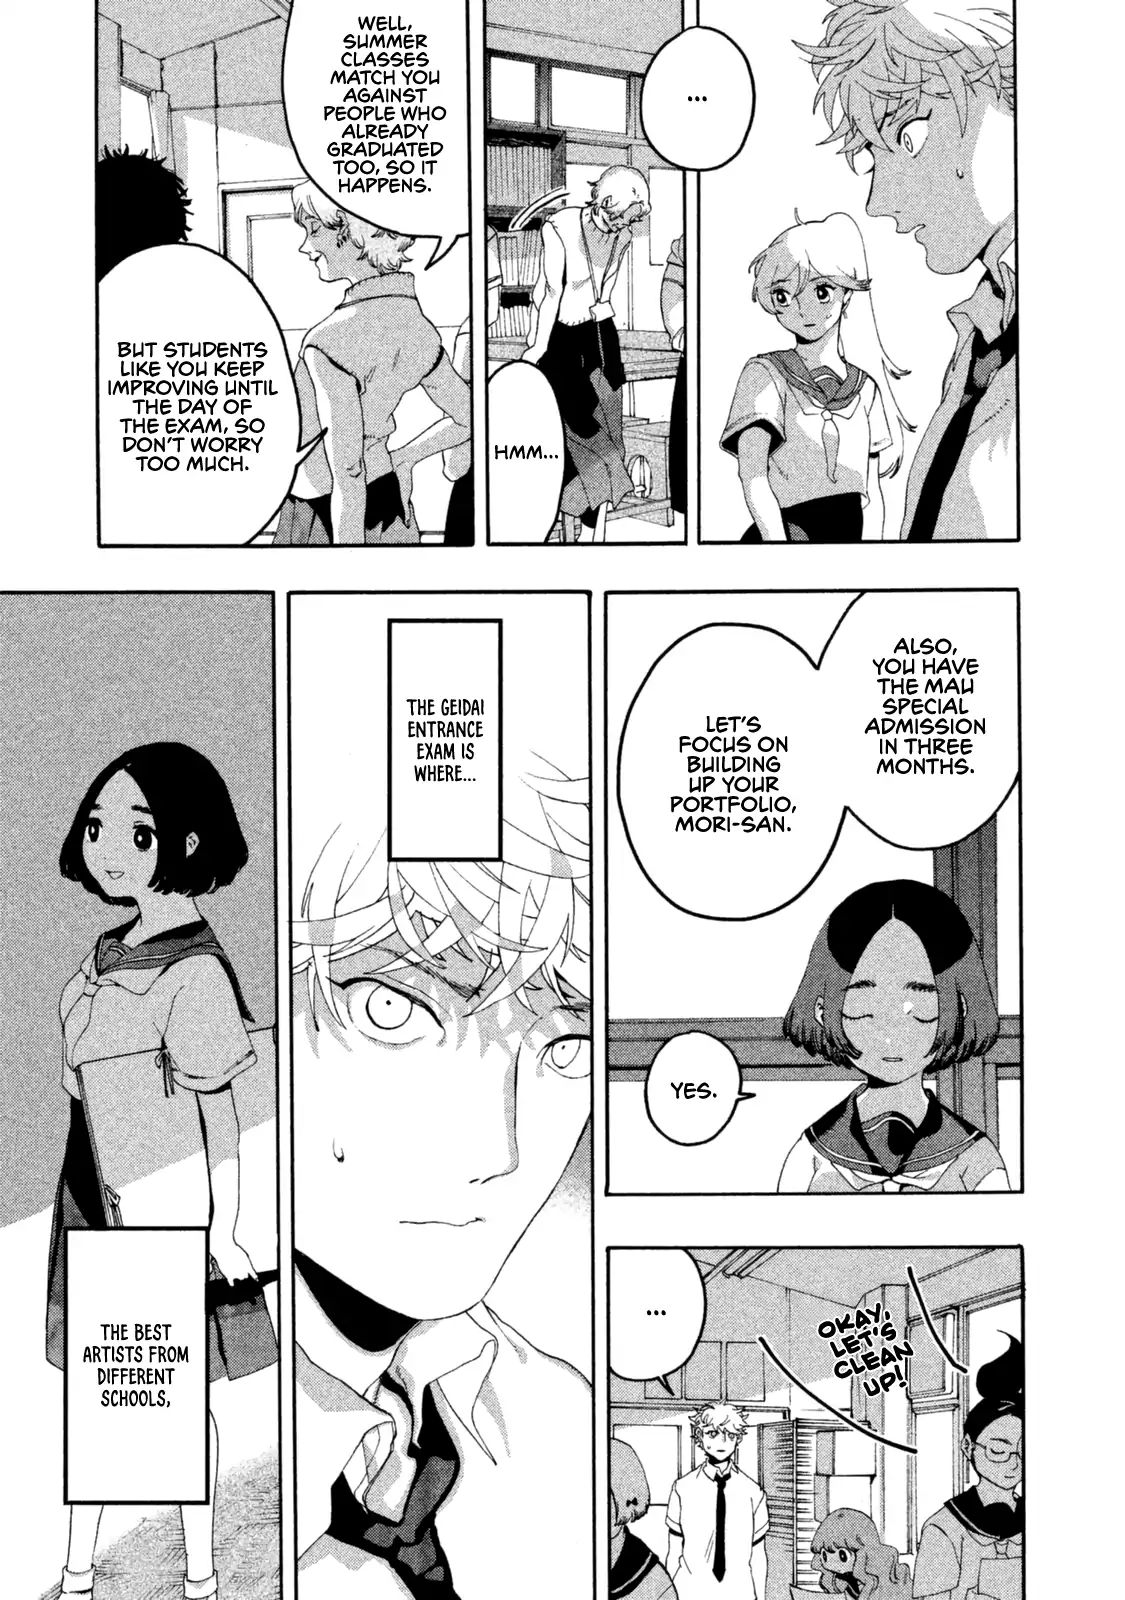 ...
HMM...
WELL,
SUMMER
CLASSES
MATCH YOU
AGAINST
PEOPLE WHO
ALREADY
GRADUATED
TOO, SO IT
HAPPENS.
BUT STUDENTS
LIKE YOU KEEP
IMPROVING UNTIL
THE DAY OF
THE EXAM, SO
DON'T WORRY
TOO MUCH.
ALSO,
YOU HAVE
THE MAU
SPECIAL
ADMISSION
IN THREE
MONTHS.
LET'S
FOCUS ON
BUILDING
UP YOUR
PORTFOLIO,
MORI-SAN.
YES.
OKAY,
LET'S
CLEAN
UP!
...
THE GEIDAI
ENTRANCE
EXAM IS
WHERE...
THE BEST
ARTISTS FROM
DIFFERENT
SCHOOLS,